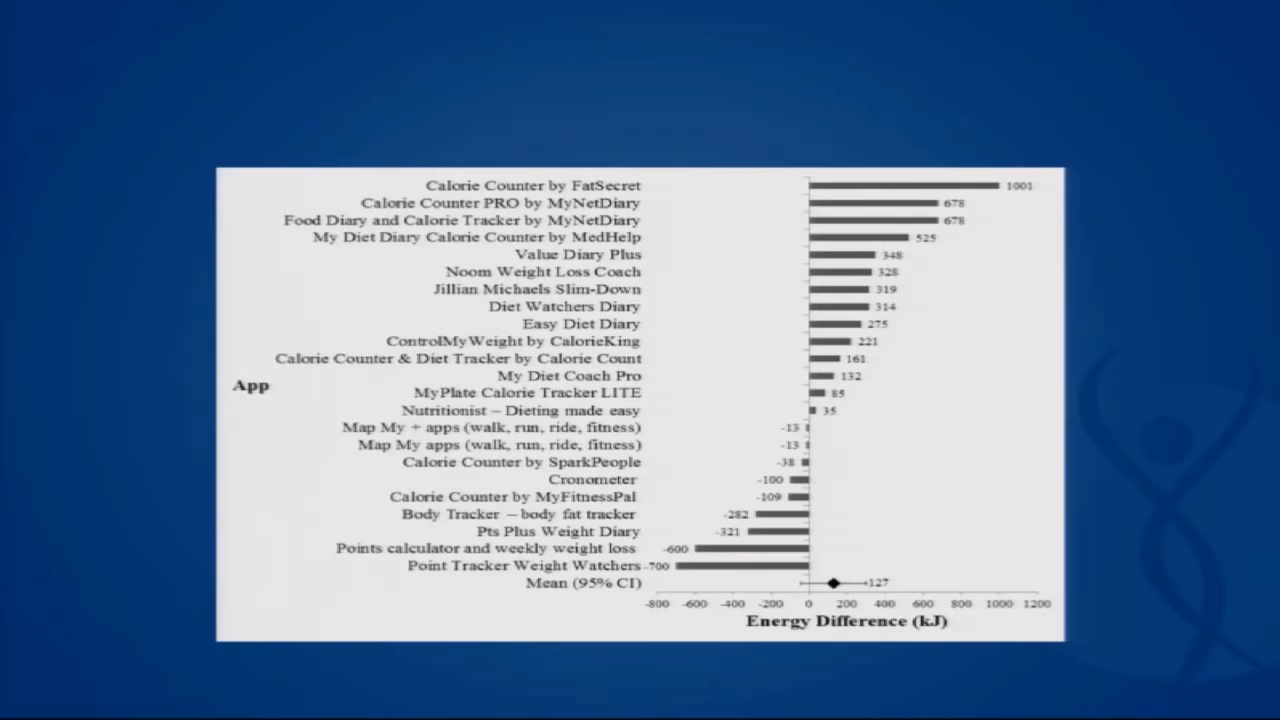 Calorie Counter by FatSecret 1001
Calorie Counter PRO by MyNetDiary 678
Food Diary and Calorie Tracker by MyNetDiary 678
My Diet Diary Calorie Counter by MedHelp 525
Value Diary Plus 348
Noom Weight Loss Coach 328
Jillian Michaels Slim-Down 319
Diet Watchers Diary 314
Easy Diet Diary 275
ControlMyWeight by CalorieKing 221
Calorie Counter & Diet Tracker by Calorie Count 161
My Diet Coach Pro 132
App
MyPlate Calorie Tracker LITE 85
Nutritionist – Dieting made easy 35
Map My + apps (walk, run, ride, fitness) -13
Map My apps (walk, run, ride, fitness) -13
Calorie Counter by SparkPeople -38
Cronometer -100
Calorie Counter by MyFitnessPal -109
Body Tracker – body fat tracker -282
Pts Plus Weight Diary -321
Points calculator and weekly weight loss -600
Point Tracker Weight Watchers -700
Mean (95% CI) 127
-800 -600 -400 -200 0 200 400 600 800 1000 1200
Energy Difference (kJ)